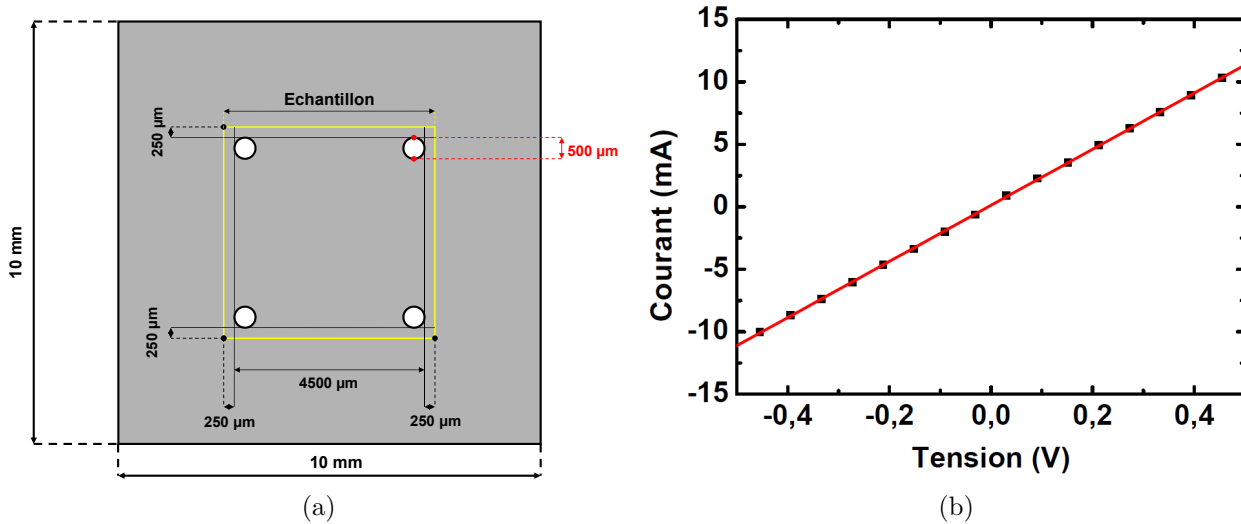 Echantillon
250 µm
500 µm
10 mm
250 µm
4500 µm
250 µm
250 µm
10 mm
(a)
15
10
5
0
-5
-10
-15
Courant (mA)
-0,4
-0,2
0,0
0,2
0,4
Tension (V)
(b)